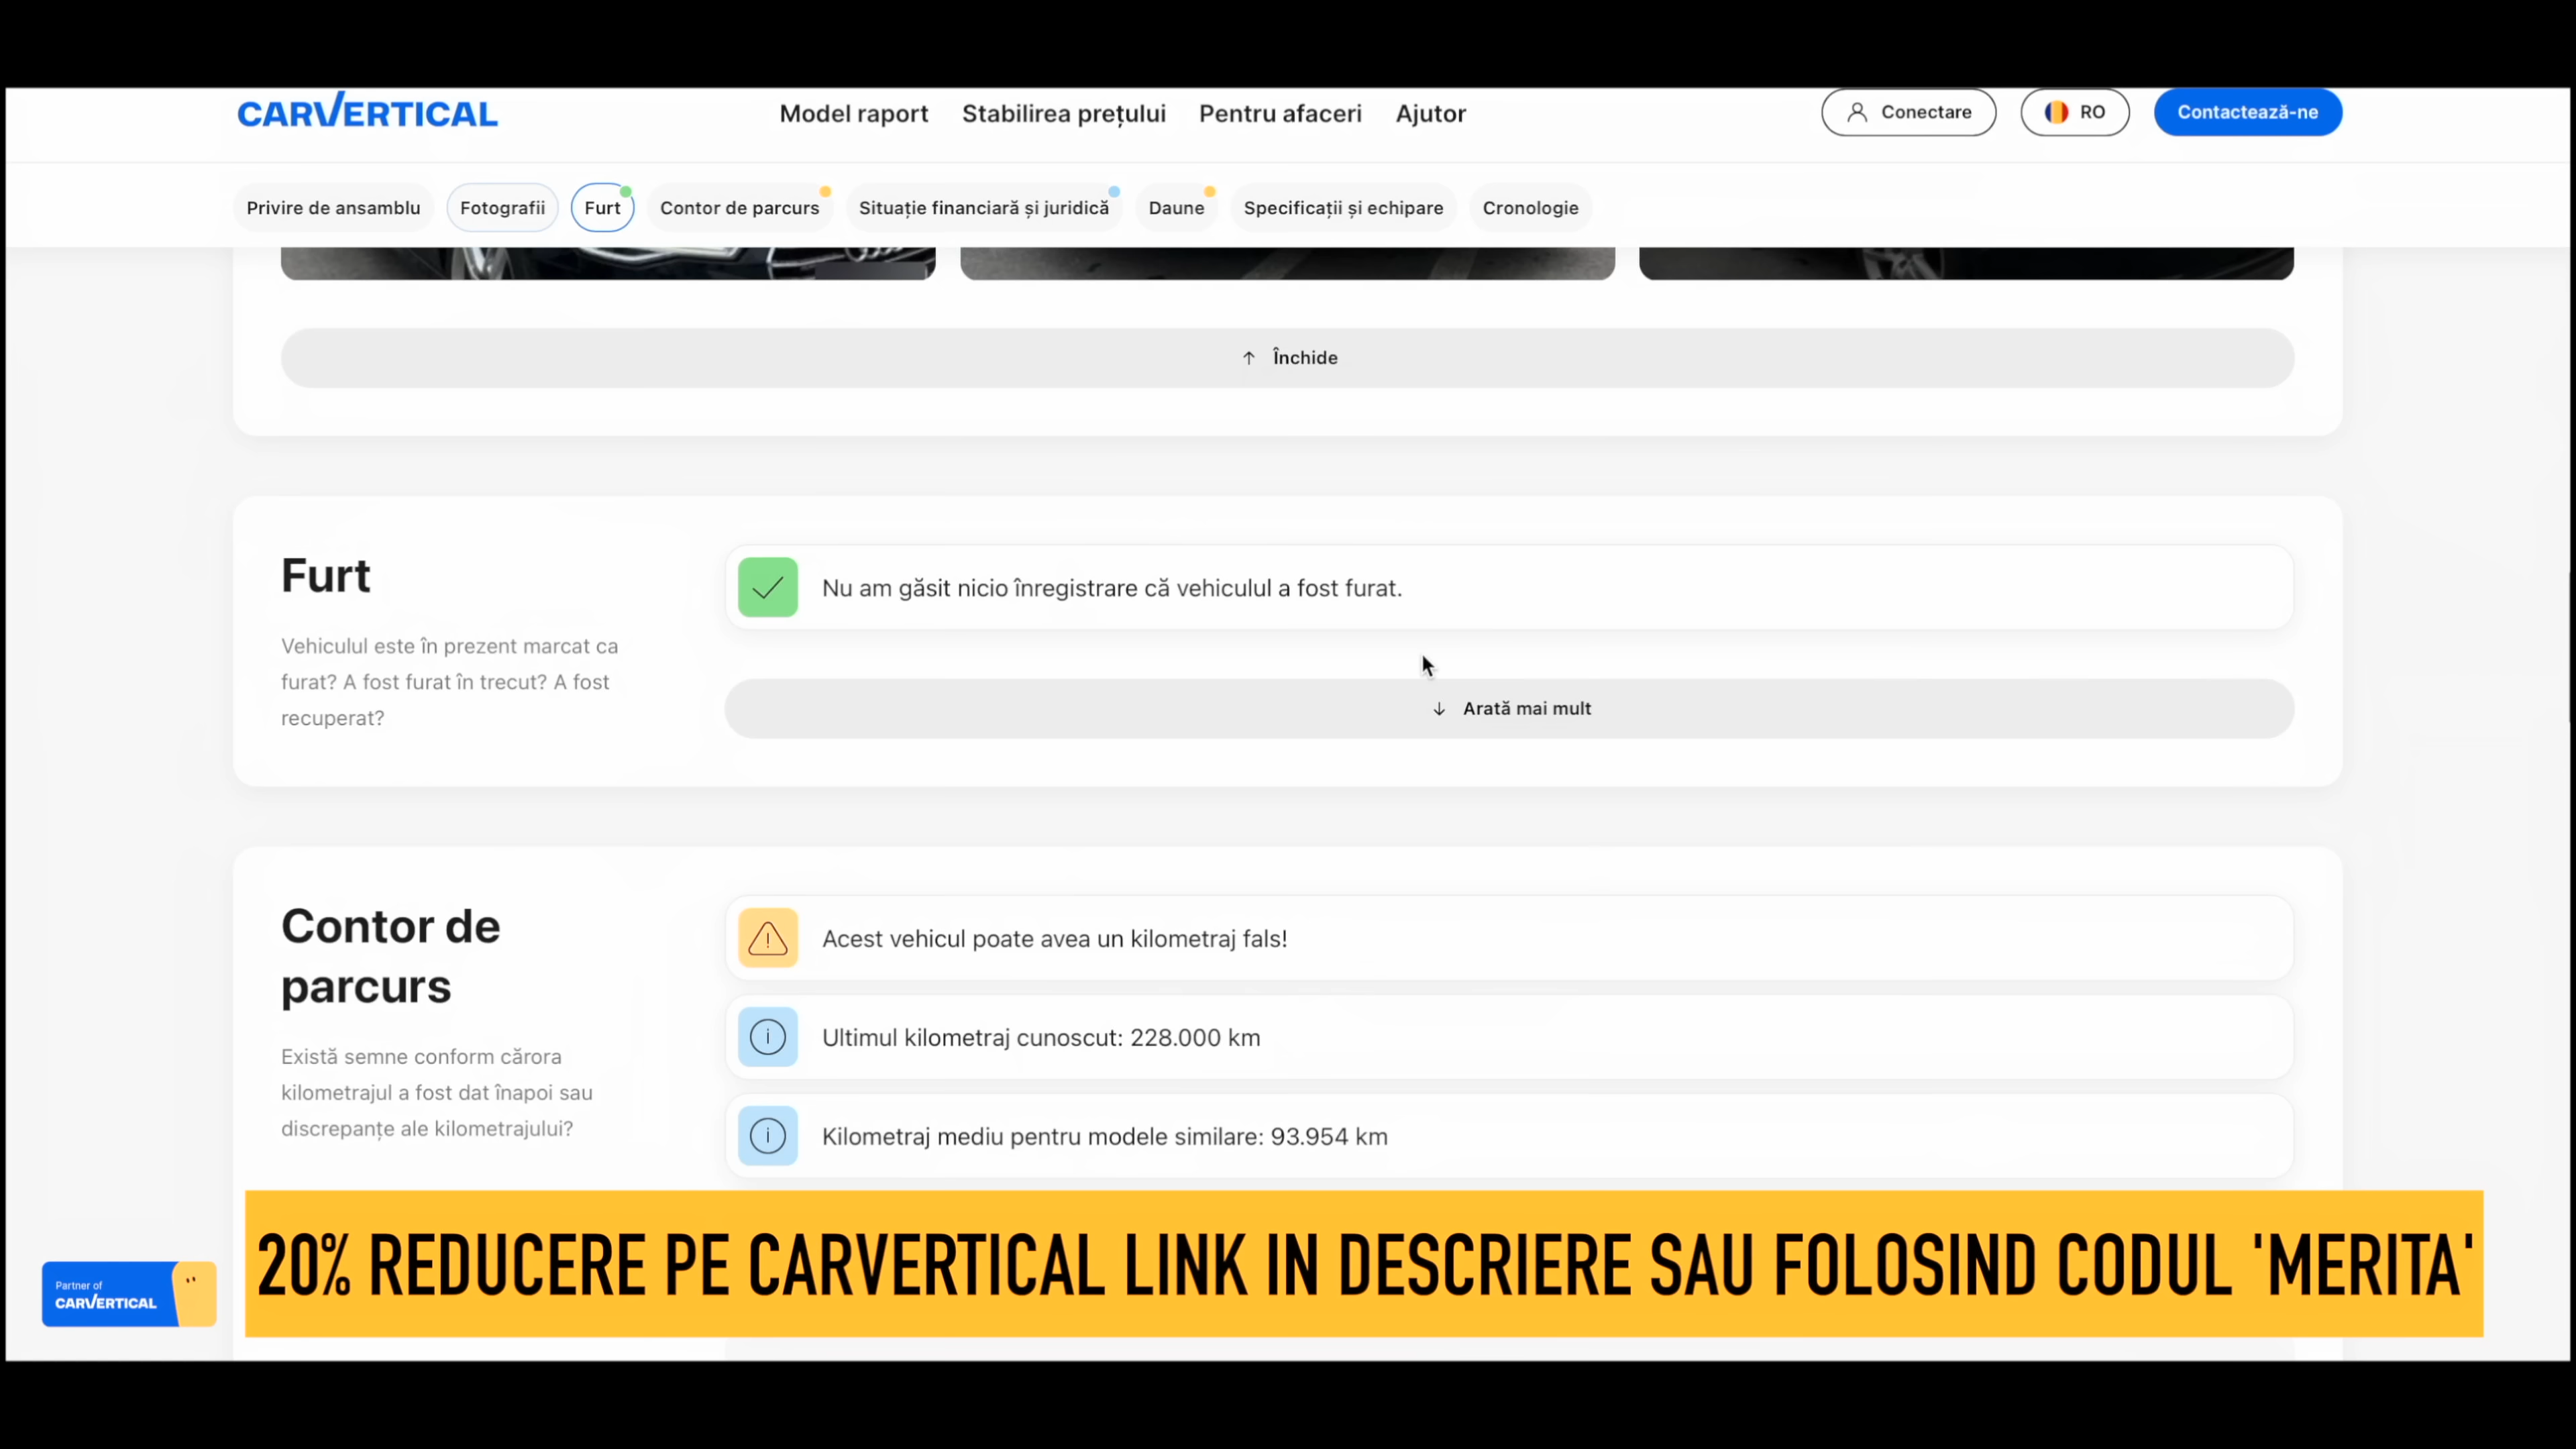 CARVERTICAL
Model raport Stabilirea prețului Pentru afaceri Ajutor
Conectare RO Contactează-ne
Privire de ansamblu Fotografii Furt Contor de parcurs Situație financiară și juridică Daune Specificații și echipare Cronologie
Închide
Furt
Vehiculul este în prezent marcat ca
furat? A fost furat în trecut? A fost
recuperat?
Nu am găsit nicio înregistrare că vehiculul a fost furat.
Arată mai mult
Contor de
parcurs
Există semne conform cărora
kilometrajul a fost dat înapoi sau
discrepanțe ale kilometrajului?
Acest vehicul poate avea un kilometraj fals!
Ultimul kilometraj cunoscut: 228.000 km
Kilometraj mediu pentru modele similare: 93.954 km
Partner of
CARVERTICAL
20% REDUCERE PE CARVERTICAL LINK IN DESCRIERE SAU FOLOSIND CODUL 'MERITA'